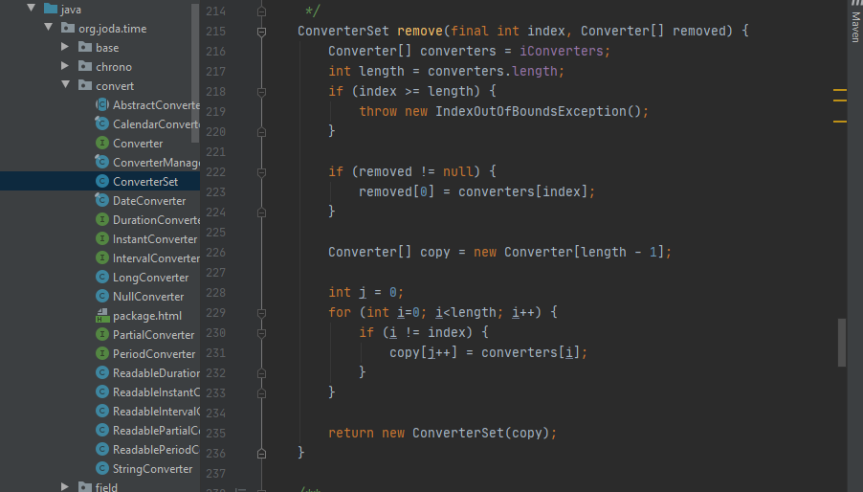 java
org.joda.time
base
chrono
convert
AbstractConverte
CalendarConverte
Converter
ConverterManag
ConverterSet
DateConverter
DurationConverte
InstantConverter
IntervalConverter
LongConverter
NullConverter
package.html
PartialConverter
PeriodConverter
ReadableDuration
ReadableInstantC
ReadableIntervalC
ReadablePartialCo
ReadablePeriodC
StringConverter
field
214 */
215 ConverterSet remove(final int index, Converter[] removed) {
216 Converter[] converters = iConverters;
217 int length = converters.length;
218 if (index >= length) {
219 throw new IndexOutOfBoundsException();
220 }
221
222 if (removed != null) {
223 removed[0] = converters[index];
224 }
225
226 Converter[] copy = new Converter[length - 1];
227
228 int j = 0;
229 for (int i=0; i<length; i++) {
230 if (i != index) {
231 copy[j++] = converters[i];
232 }
233 }
234
235 return new ConverterSet(copy);
236 }
237
Maven